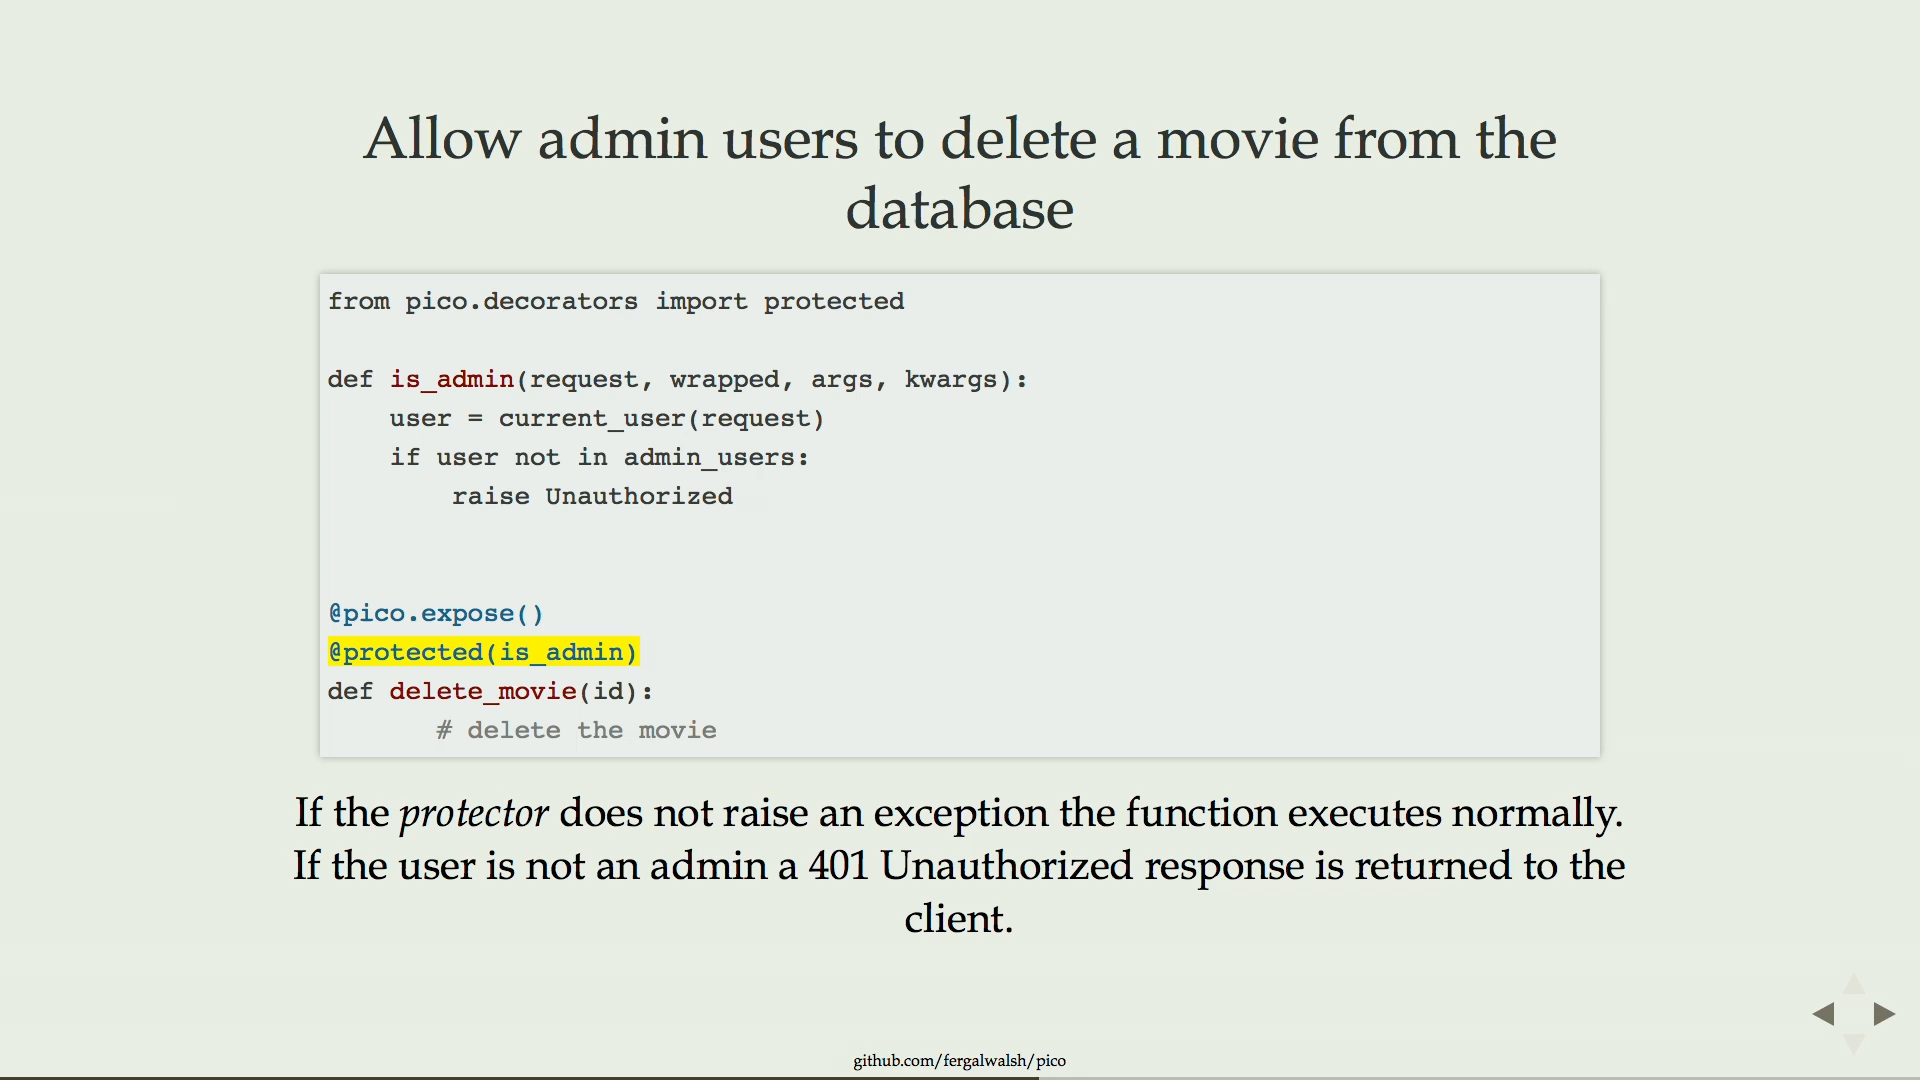 Allow admin users to delete a movie from the
database
from pico.decorators import protected
def is_admin(request, wrapped, args, kwargs):
    user = current_user(request)
    if user not in admin_users:
        raise Unauthorized
@pico.expose()
@protected(is_admin)
def delete_movie(id):
       # delete the movie
If the protector does not raise an exception the function executes normally.
If the user is not an admin a 401 Unauthorized response is returned to the
client.
github.com/fergalwalsh/pico